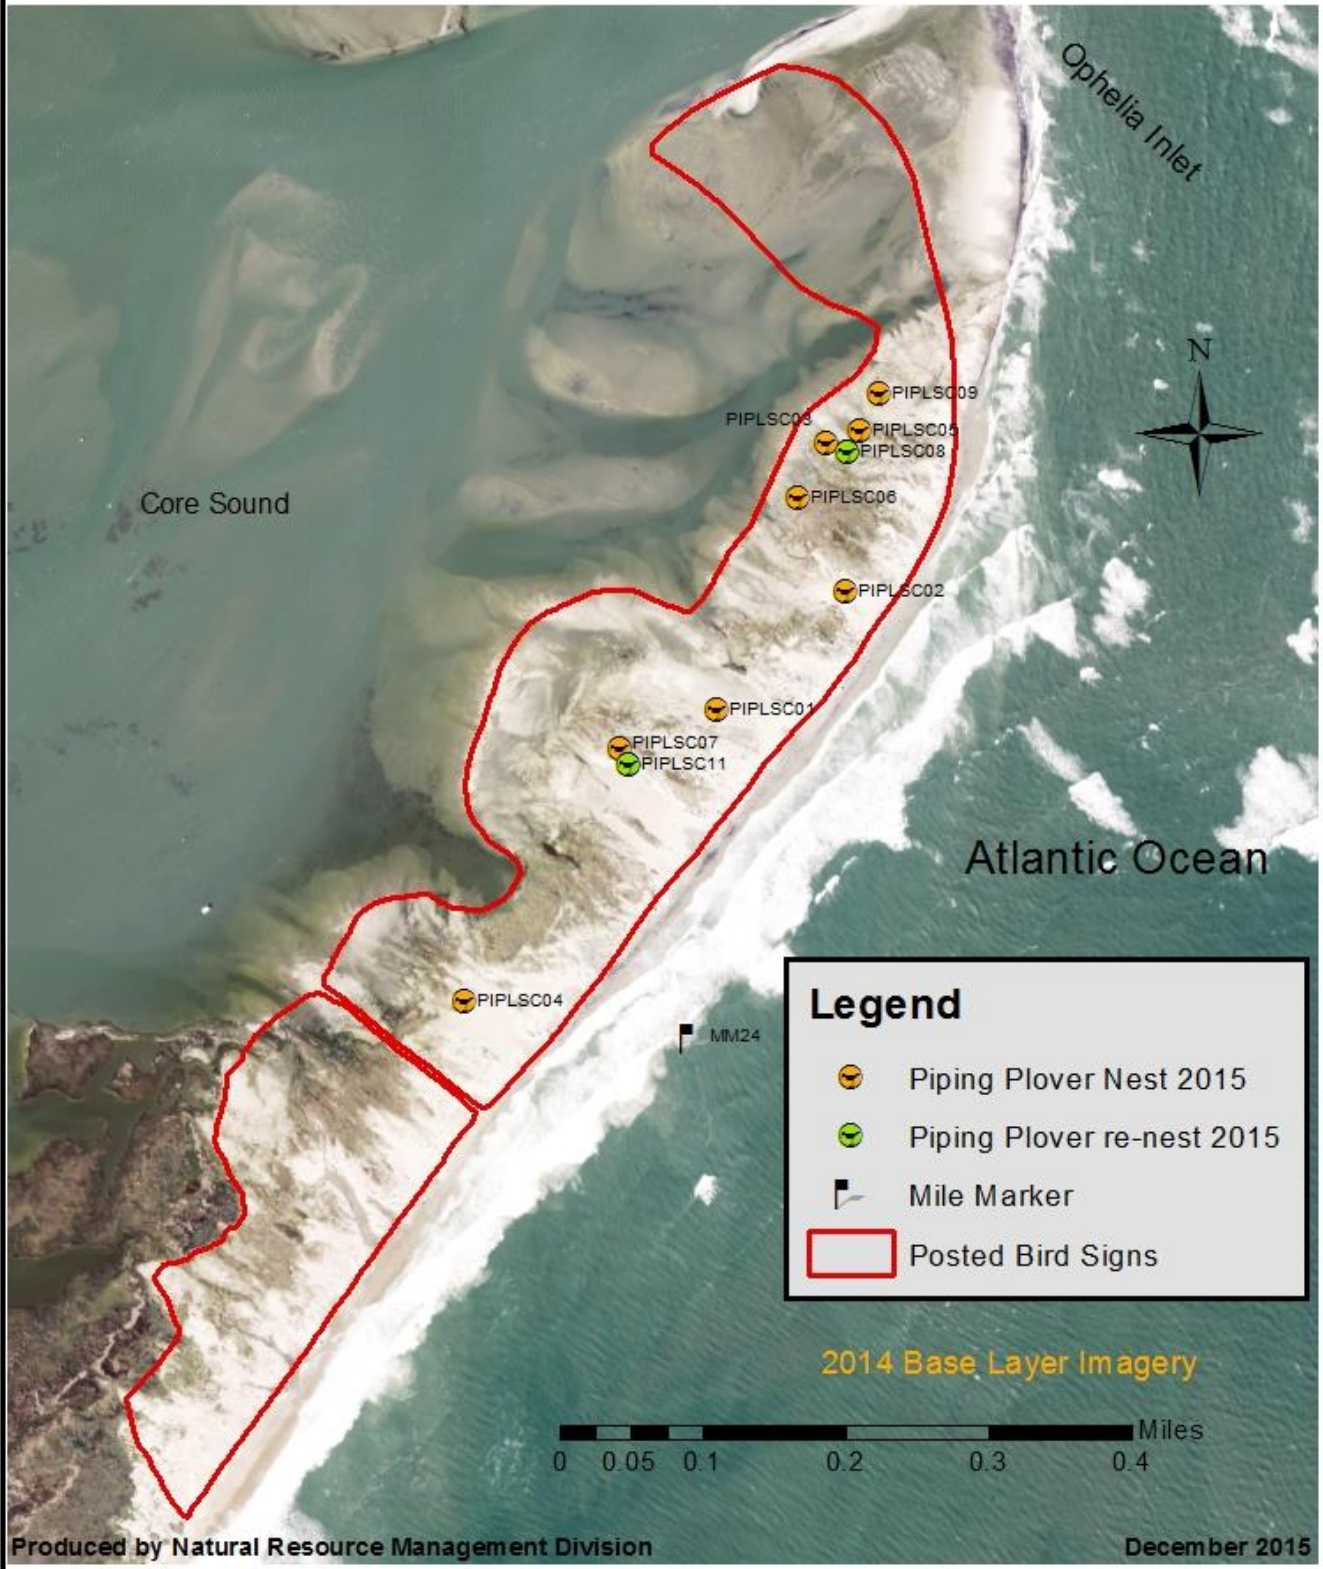 Ophelia Inlet
N
PIPLSC09
PIPLSC03
PIPLSC05
PIPLSC08
PIPLSC06
Core Sound
PIPLSC02
PIPLSC01
PIPLSC07
PIPLSC11
Atlantic Ocean
PIPLSC04
MM24
Legend
Piping Plover Nest 2015
Piping Plover re-nest 2015
Mile Marker
Posted Bird Signs
2014 Base Layer Imagery
Miles
0 0.05 0.1 0.2 0.3 0.4
Produced by Natural Resource Management Division
December 2015